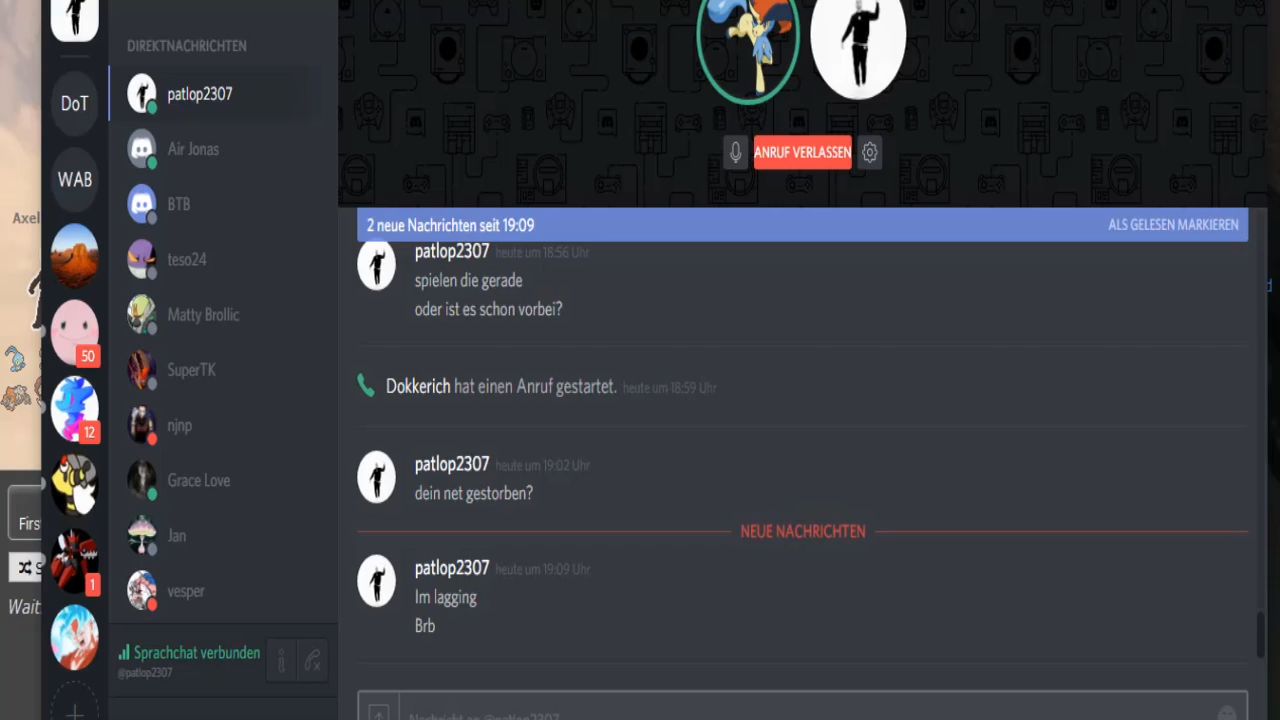 DIREKTNACHRICHTEN
patlop2307
DoT
Air Jonas
ANRUF VERLASSEN
WAB
BTB
Axel
2 neue Nachrichten seit 19:09
ALS GELESEN MARKIEREN
patlop2307 heute um 18:56 Uhr
teso24
spielen die gerade
oder ist es schon vorbei?
Matty Brollic
50
SuperTK
Dokkerich hat einen Anruf gestartet. heute um 18:59 Uhr
12
njnp
patlop2307 heute um 19:02 Uhr
Grace Love
dein net gestorben?
Firs
NEUE NACHRICHTEN
Jan
patlop2307 heute um 19:09 Uhr
1
vesper
Im lagging
Wait
Brb
Sprachchat verbunden
@patlop2307
Nachricht an @patlop2307